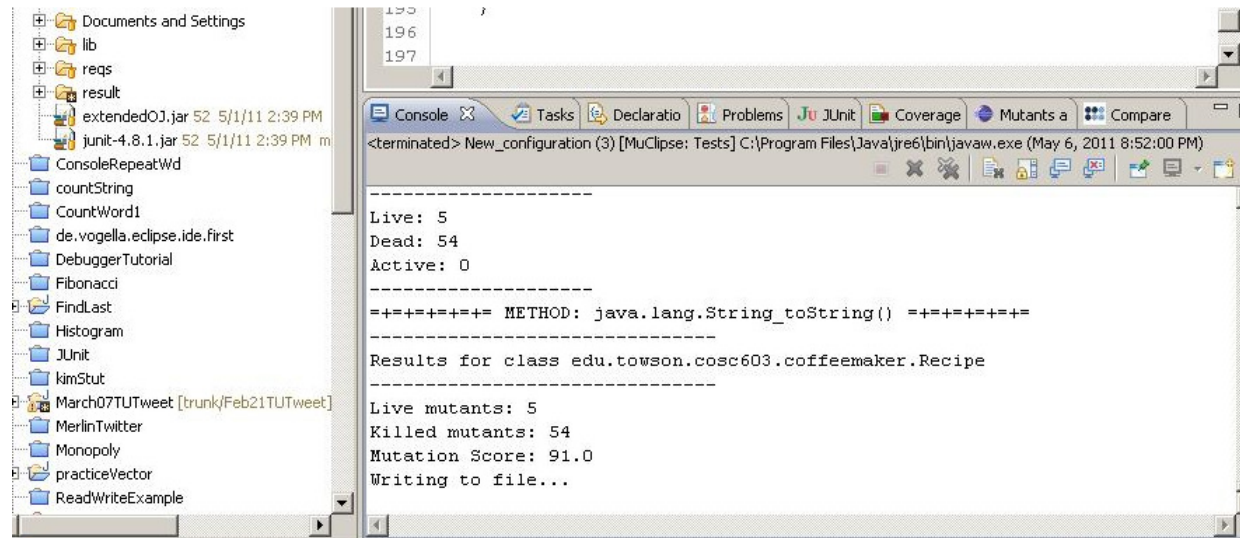 Documents and Settings
lib
reqs
result
extendedOJ.jar 52 5/1/11 2:39 PM
junit-4.8.1.jar 52 5/1/11 2:39 PM m
ConsoleRepeatWd
countString
CountWord1
de.vogella.eclipse.ide.first
DebuggerTutorial
Fibonacci
FindLast
Histogram
JUnit
kimStut
March07TUTweet [trunk/Feb21TUTweet]
MerlinTwitter
Monopoly
practiceVector
ReadWriteExample
195 }
196
197
Console Tasks Declaratio Problems JU JUnit Coverage Mutants a Compare
<terminated> New_configuration (3) [MuClipse: Tests] C:\Program Files\Java\jre6\bin\javaw.exe (May 6, 2011 8:52:00 PM)
--------------------
Live: 5
Dead: 54
Active: 0
--------------------
=+=+=+=+=+= METHOD: java.lang.String_toString() =+=+=+=+=+=
-------------------------------
Results for class edu.towson.cosc603.coffeemaker.Recipe
-------------------------------
Live mutants: 5
Killed mutants: 54
Mutation Score: 91.0
Writing to file...